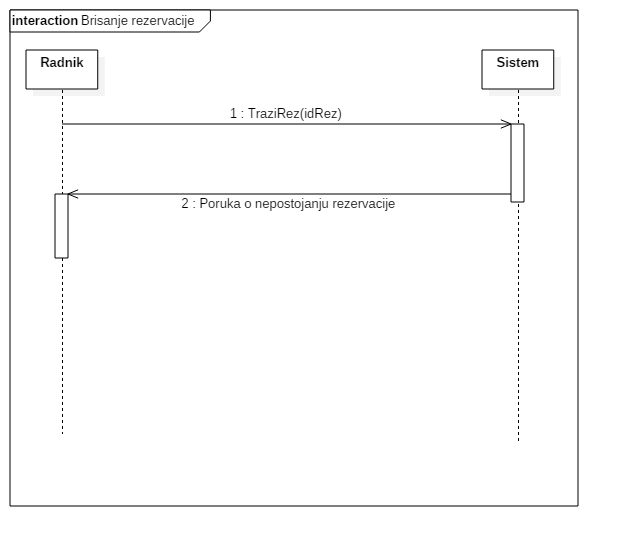 interaction Brisanje rezervacije
Radnik
Sistem
1 : TraziRez(idRez)
2 : Poruka o nepostojanju rezervacije